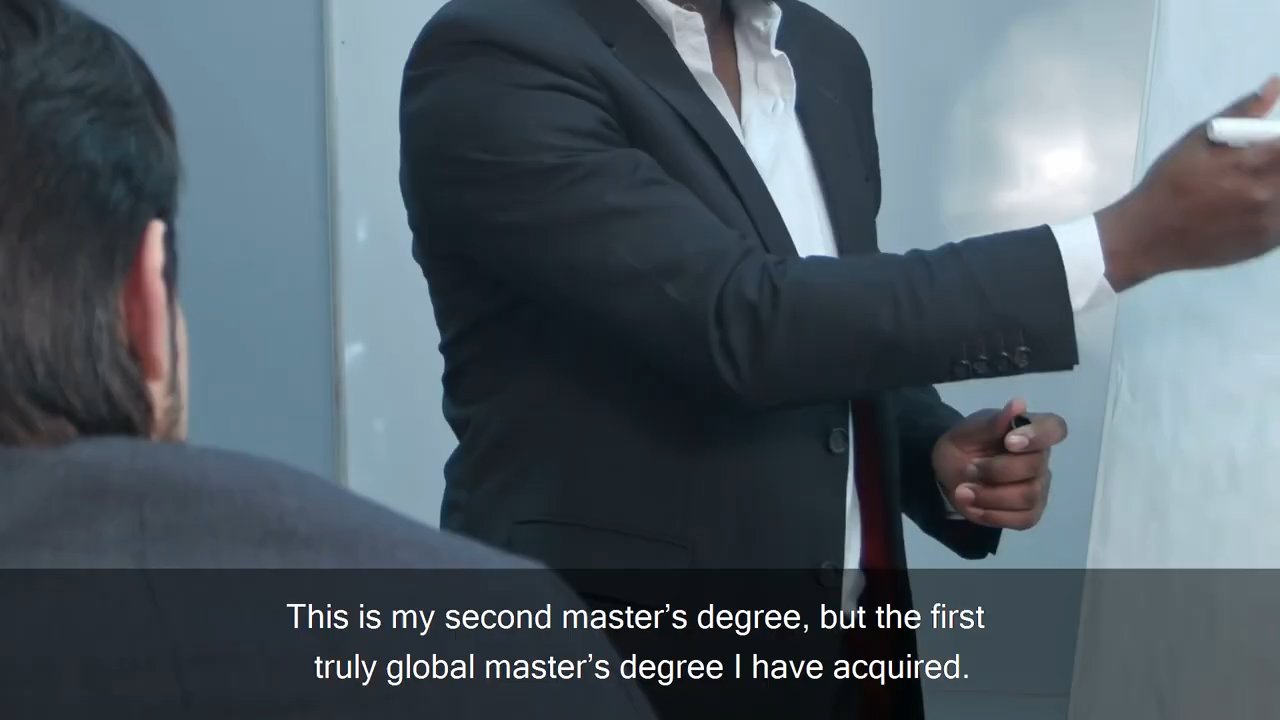 This is my second master’s degree, but the first
truly global master’s degree I have acquired.